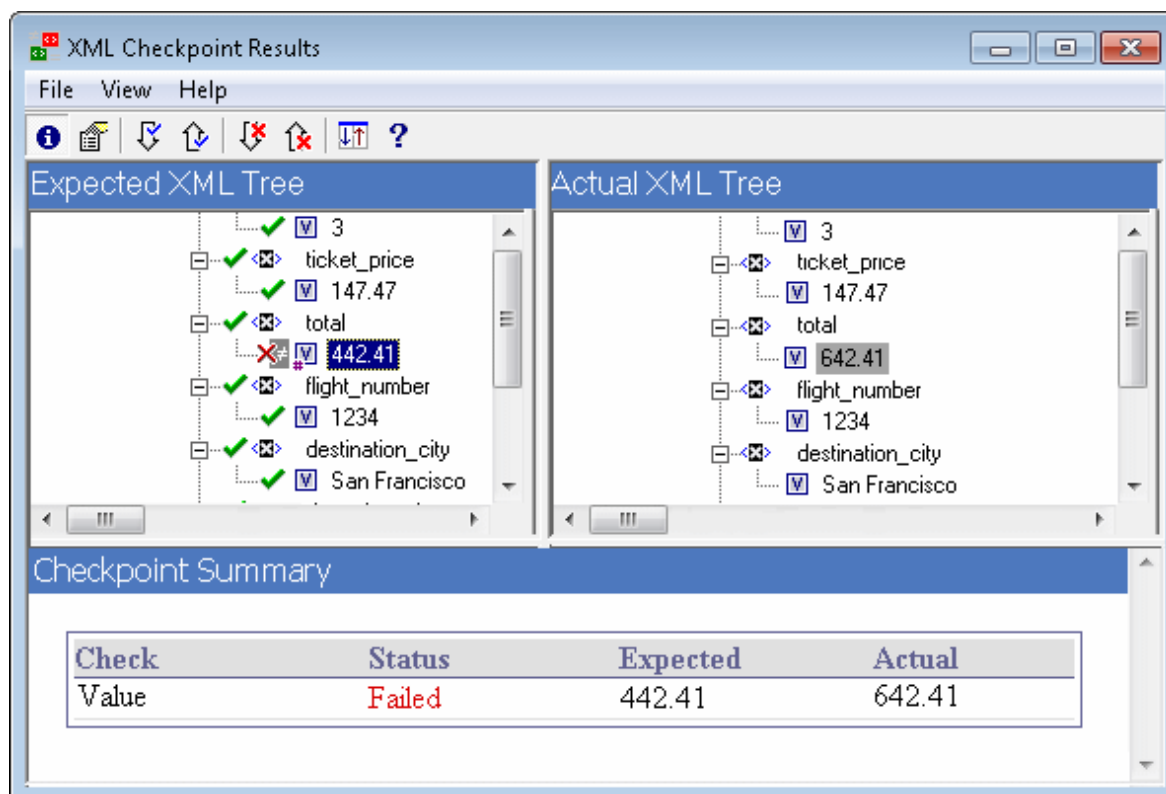 XML Checkpoint Results
File View Help
Expected XML Tree
3
ticket_price
147.47
total
442.41
flight_number
1234
destination_city
San Francisco
Actual XML Tree
3
ticket_price
147.47
total
642.41
flight_number
1234
destination_city
San Francisco
Checkpoint Summary
Check Status Expected Actual
Value Failed 442.41 642.41